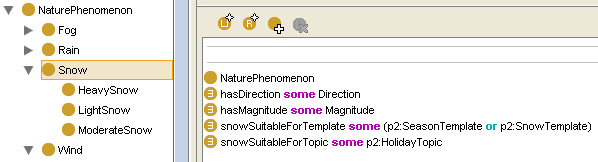 NaturePhenomenon
Fog
Rain
Snow
HeavySnow
LightSnow
ModerateSnow
Wind
NaturePhenomenon
hasDirection some Direction
hasMagnitude some Magnitude
snowSuitableForTemplate some (p2:SeasonTemplate or p2:SnowTemplate)
snowSuitableForTopic some p2:HolidayTopic